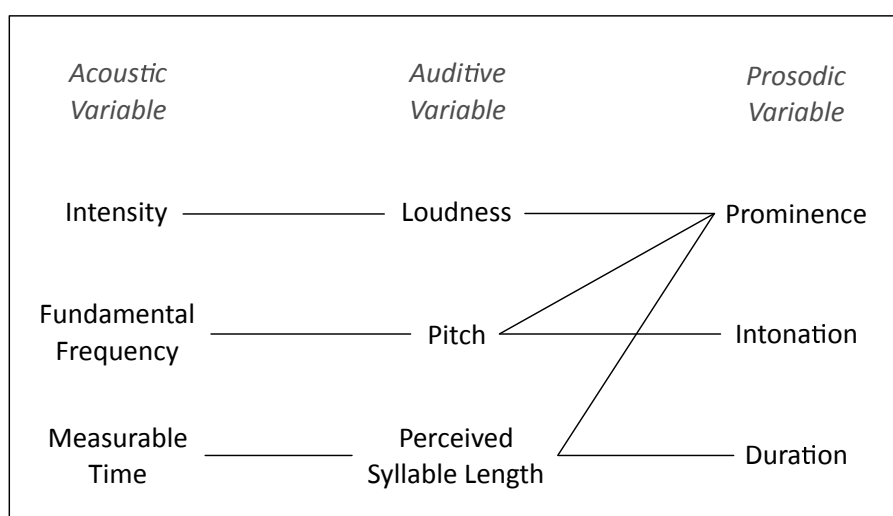 Acoustic
Variable
Auditive
Variable
Prosodic
Variable
Intensity
Loudness
Prominence
Fundamental
Frequency
Pitch
Intonation
Measurable
Time
Perceived
Syllable Length
Duration